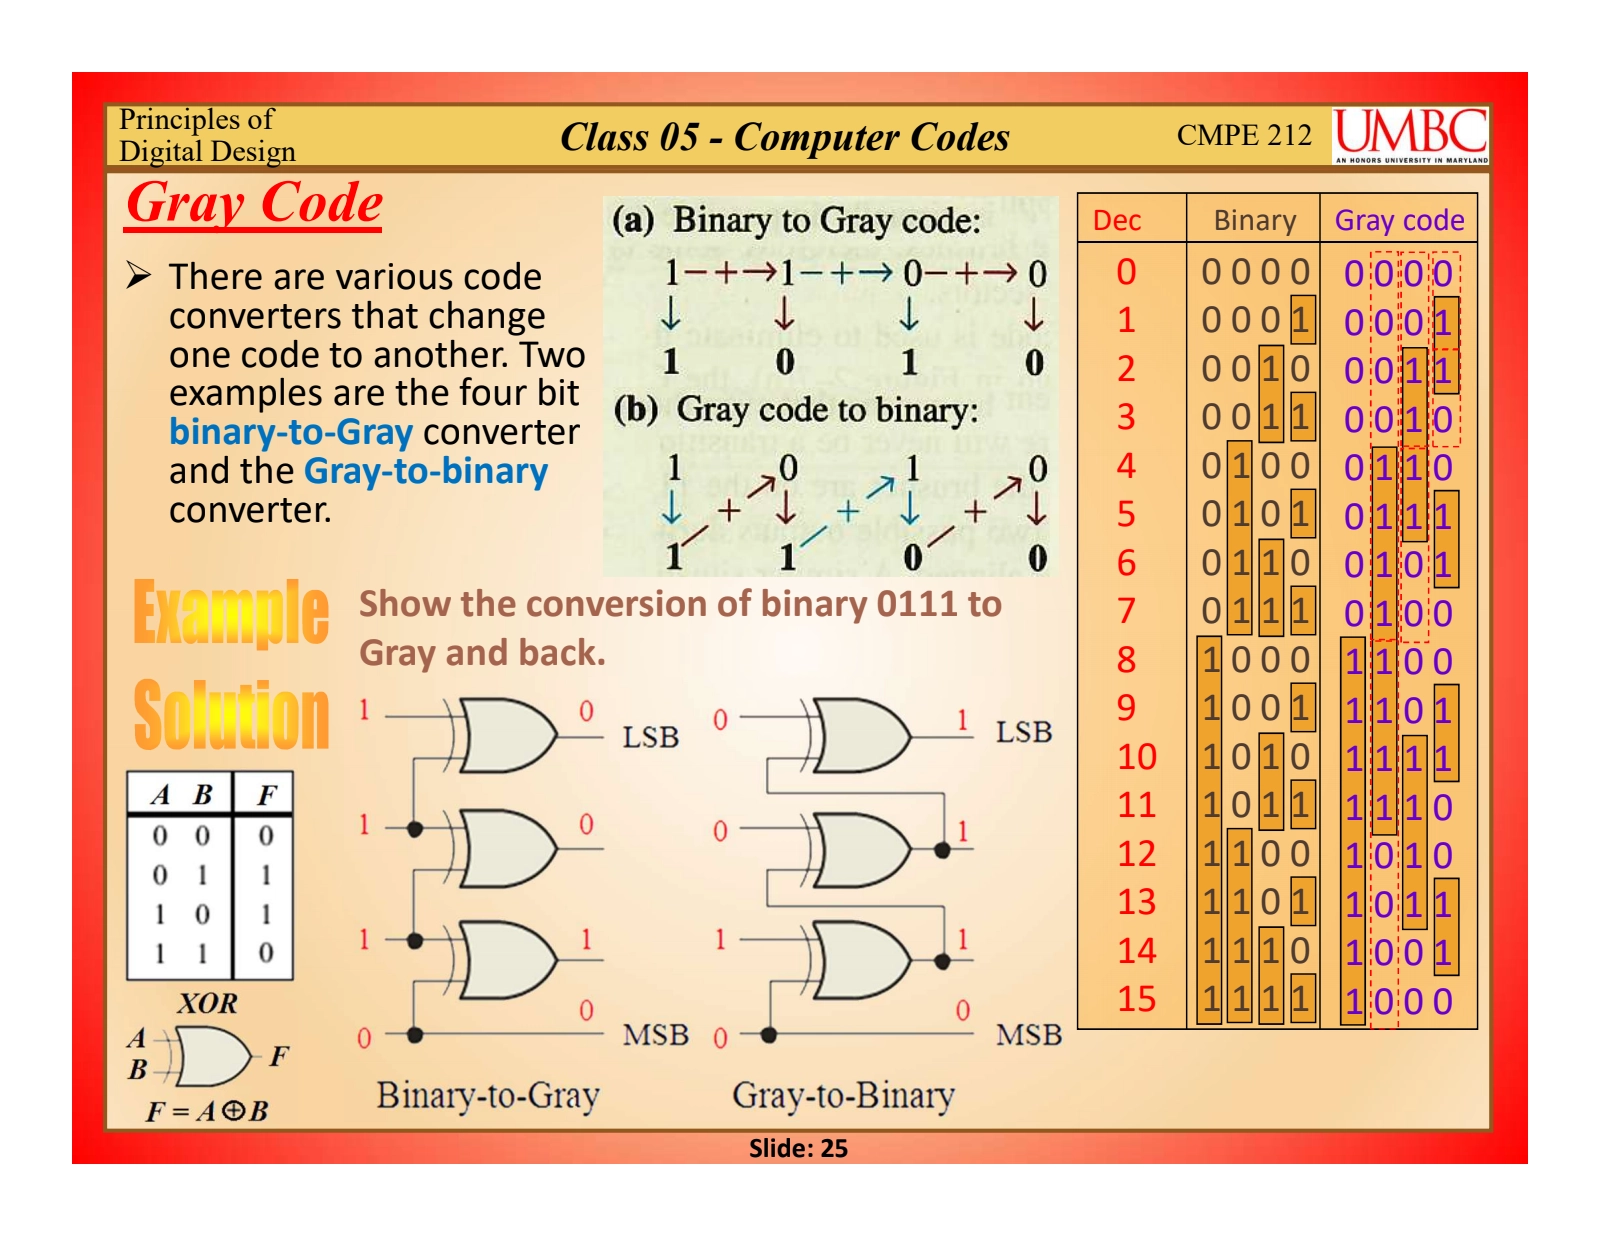 Principles of
Digital Design
Class 05 - Computer Codes
CMPE 212
UMBC
AN HONORS UNIVERSITY IN MARYLAND
Gray Code
➢ There are various code
converters that change
one code to another. Two
examples are the four bit
binary-to-Gray converter
and the Gray-to-binary
converter.
(a) Binary to Gray code:
1 + 1 + 0 + 0
1 0 1 0
(b) Gray code to binary:
1 0 1 0
+ + +
1 1 0 0
Example
Show the conversion of binary 0111 to
Gray and back.
Solution
A B F
0 0 0
0 1 1
1 0 1
1 1 0
XOR
A
B
F
F = A ⊕ B
1 0 LSB
1 0
1 1
0 0 MSB
Binary-to-Gray
0 1 LSB
0 1
1 1
0 0 MSB
Gray-to-Binary
Dec Binary Gray code
0 0 0 0 0 0 0 0 0
1 0 0 0 1 0 0 0 1
2 0 0 1 0 0 0 1 1
3 0 0 1 1 0 0 1 0
4 0 1 0 0 0 1 1 0
5 0 1 0 1 0 1 1 1
6 0 1 1 0 0 1 0 1
7 0 1 1 1 0 1 0 0
8 1 0 0 0 1 1 0 0
9 1 0 0 1 1 1 0 1
10 1 0 1 0 1 1 1 1
11 1 0 1 1 1 1 1 0
12 1 1 0 0 1 0 1 0
13 1 1 0 1 1 0 1 1
14 1 1 1 0 1 0 0 1
15 1 1 1 1 1 0 0 0
Slide: 25